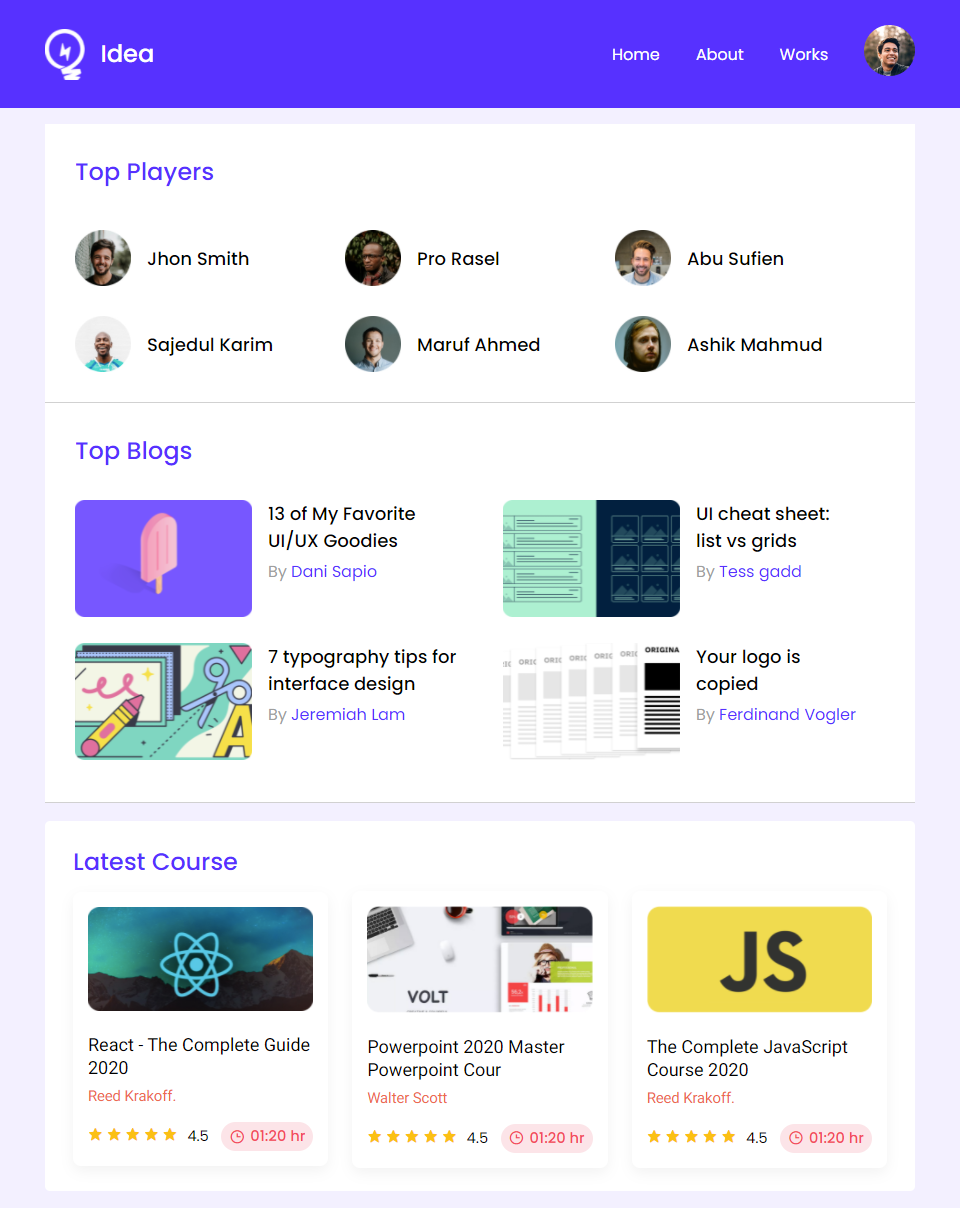 Idea
Home About Works
Top Players
Jhon Smith
Pro Rasel
Abu Sufien
Sajedul Karim
Maruf Ahmed
Ashik Mahmud
Top Blogs
13 of My Favorite
UI/UX Goodies
By Dani Sapio
UI cheat sheet:
list vs grids
By Tess gadd
7 typography tips for
interface design
By Jeremiah Lam
A
Your logo is
copied
By Ferdinand Vogler
ORIC
ORIC
ORIC
ORIC
ORIGINA
Latest Course
React - The Complete Guide
2020
Reed Krakoff.
4.5
01:20 hr
VOLT
Powerpoint 2020 Master
Powerpoint Cour
Walter Scott
4.5
01:20 hr
JS
The Complete JavaScript
Course 2020
Reed Krakoff.
4.5
01:20 hr